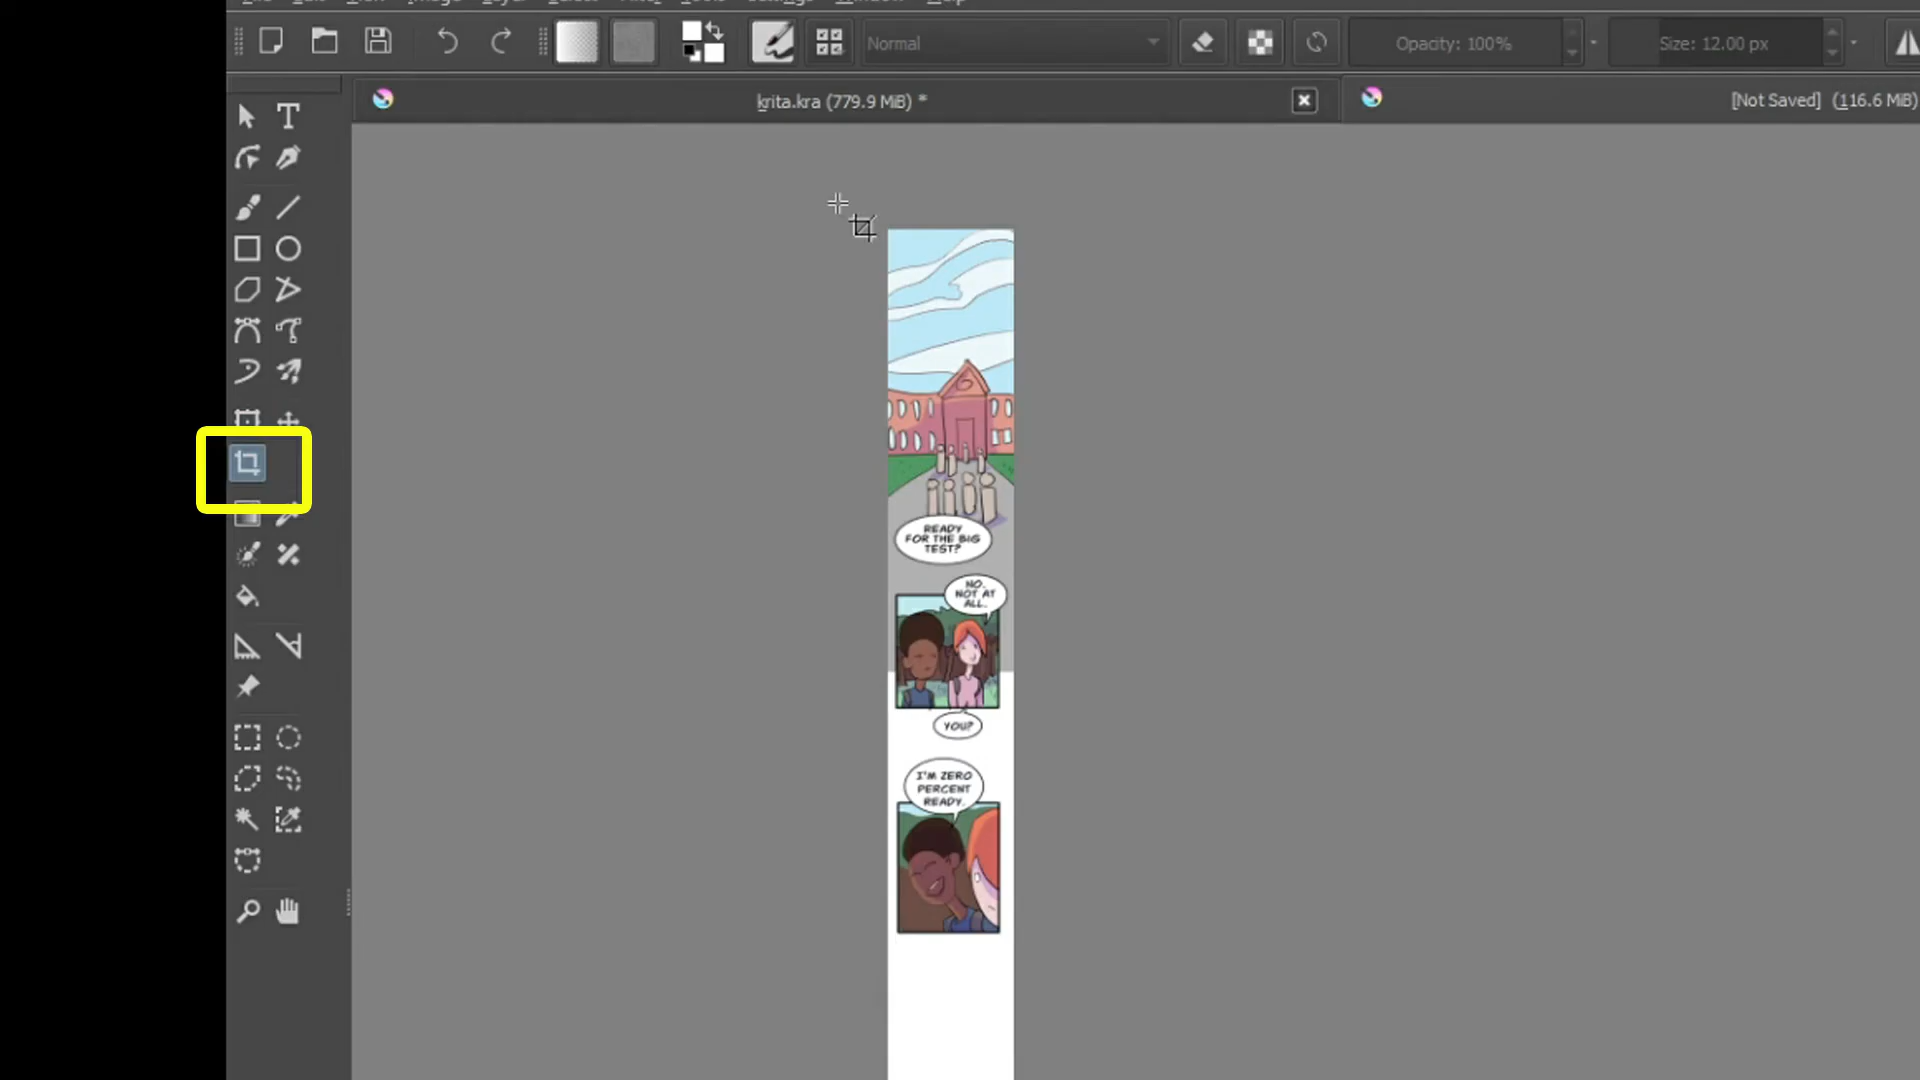 Normal
Opacity: 100%
Size: 12.00 px
krita.kra (779.9 MiB) *
[Not Saved] (116.6 MiB)
T
READY
FOR THE BIG
TEST?
NO.
NOT AT
ALL.
YOU?
I'M ZERO
PERCENT
READY.